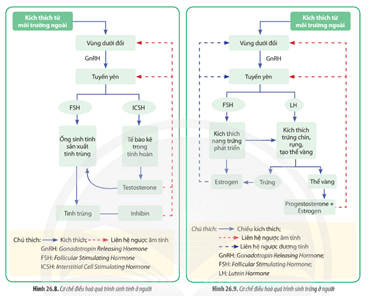 Kích thích từ
môi trường ngoài
Vùng dưới đồi
GnRH
Tuyến yên
FSH
ICSH
Ống sinh tinh
sản xuất
tinh trùng
Tế bào kẽ
trong
tinh hoàn
Testosterone
Tinh trùng
Inhibin
Chú thích:
Kích thích;
Liên hệ ngược âm tính
GnRH: Gonadotropin Releasing Hormone
FSH: Follicular Stimulating Hormone;
ICSH: Interstitial Cell Stimulating Hormone
Hình 26.8. Cơ chế điều hoà quá trình sinh tinh ở người
Kích thích từ
môi trường ngoài
Vùng dưới đồi
GnRH
Tuyến yên
FSH
LH
Kích thích
nang trứng
phát triển
Kích thích
trứng chín,
rụng,
tạo thể vàng
Estrogen
Trứng
Thể vàng
Progestosterone +
Estrogen
Chú thích:
Chiều kích thích;
Liên hệ ngược âm tính
Liên hệ ngược dương tính
GnRH: Gonadotropin Releasing Hormone;
FSH: Follicular Stimulating Hormone;
LH: Lutein Hormone
Hình 26.9. Cơ chế điều hoà quá trình sinh trứng ở người